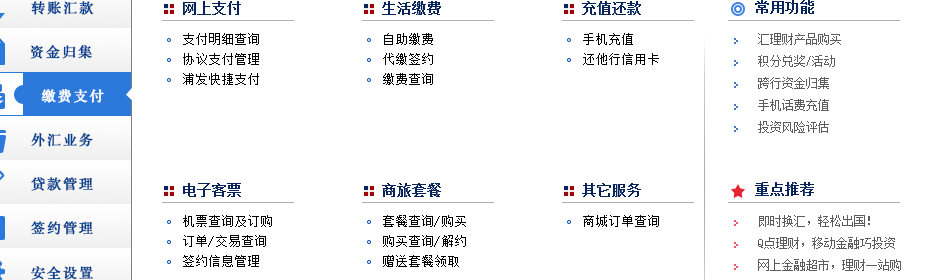 转账汇款
资金归集
缴费支付
外汇业务
贷款管理
签约管理
安全设置
网上支付
支付明细查询
协议支付管理
浦发快捷支付
生活缴费
自助缴费
代缴签约
缴费查询
充值还款
手机充值
还他行信用卡
电子客票
机票查询及订购
订单/交易查询
签约信息管理
商旅套餐
套餐查询/购买
购买查询/解约
赠送套餐领取
其它服务
商城订单查询
常用功能
汇理财产品购买
积分兑奖/活动
跨行资金归集
手机话费充值
投资风险评估
重点推荐
即时换汇，轻松出国！
Q点理财，移动金融巧投资
网上金融超市，理财一站购